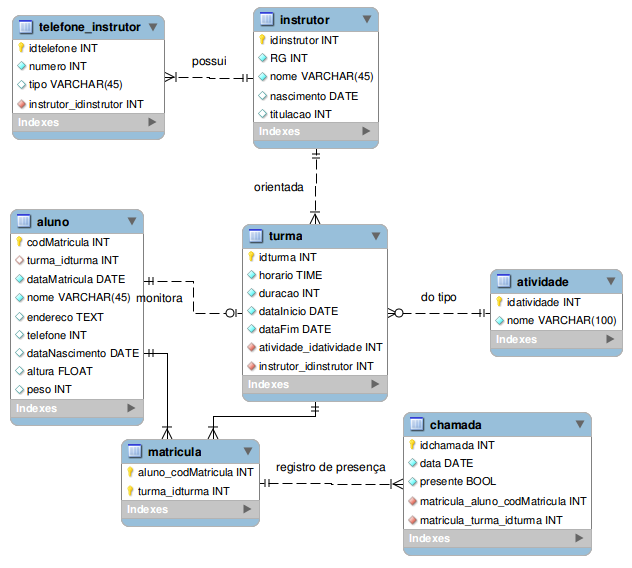 telefone_instrutor
idtelefone INT
numero INT
tipo VARCHAR(45)
instrutor_idinstrutor INT
Indexes
possui
instrutor
idinstrutor INT
RG INT
nome VARCHAR(45)
nascimento DATE
titulacao INT
Indexes
orientada
aluno
codMatricula INT
turma_idturma INT
dataMatricula DATE
nome VARCHAR(45)
endereco TEXT
telefone INT
dataNascimento DATE
altura FLOAT
peso INT
Indexes
monitora
turma
idturma INT
horario TIME
duracao INT
dataInicio DATE
dataFim DATE
atividade_idatividade INT
instrutor_idinstrutor INT
Indexes
do tipo
atividade
idatividade INT
nome VARCHAR(100)
Indexes
matricula
aluno_codMatricula INT
turma_idturma INT
Indexes
registro de presença
chamada
idchamada INT
data DATE
presente BOOL
matricula_aluno_codMatricula INT
matricula_turma_idturma INT
Indexes